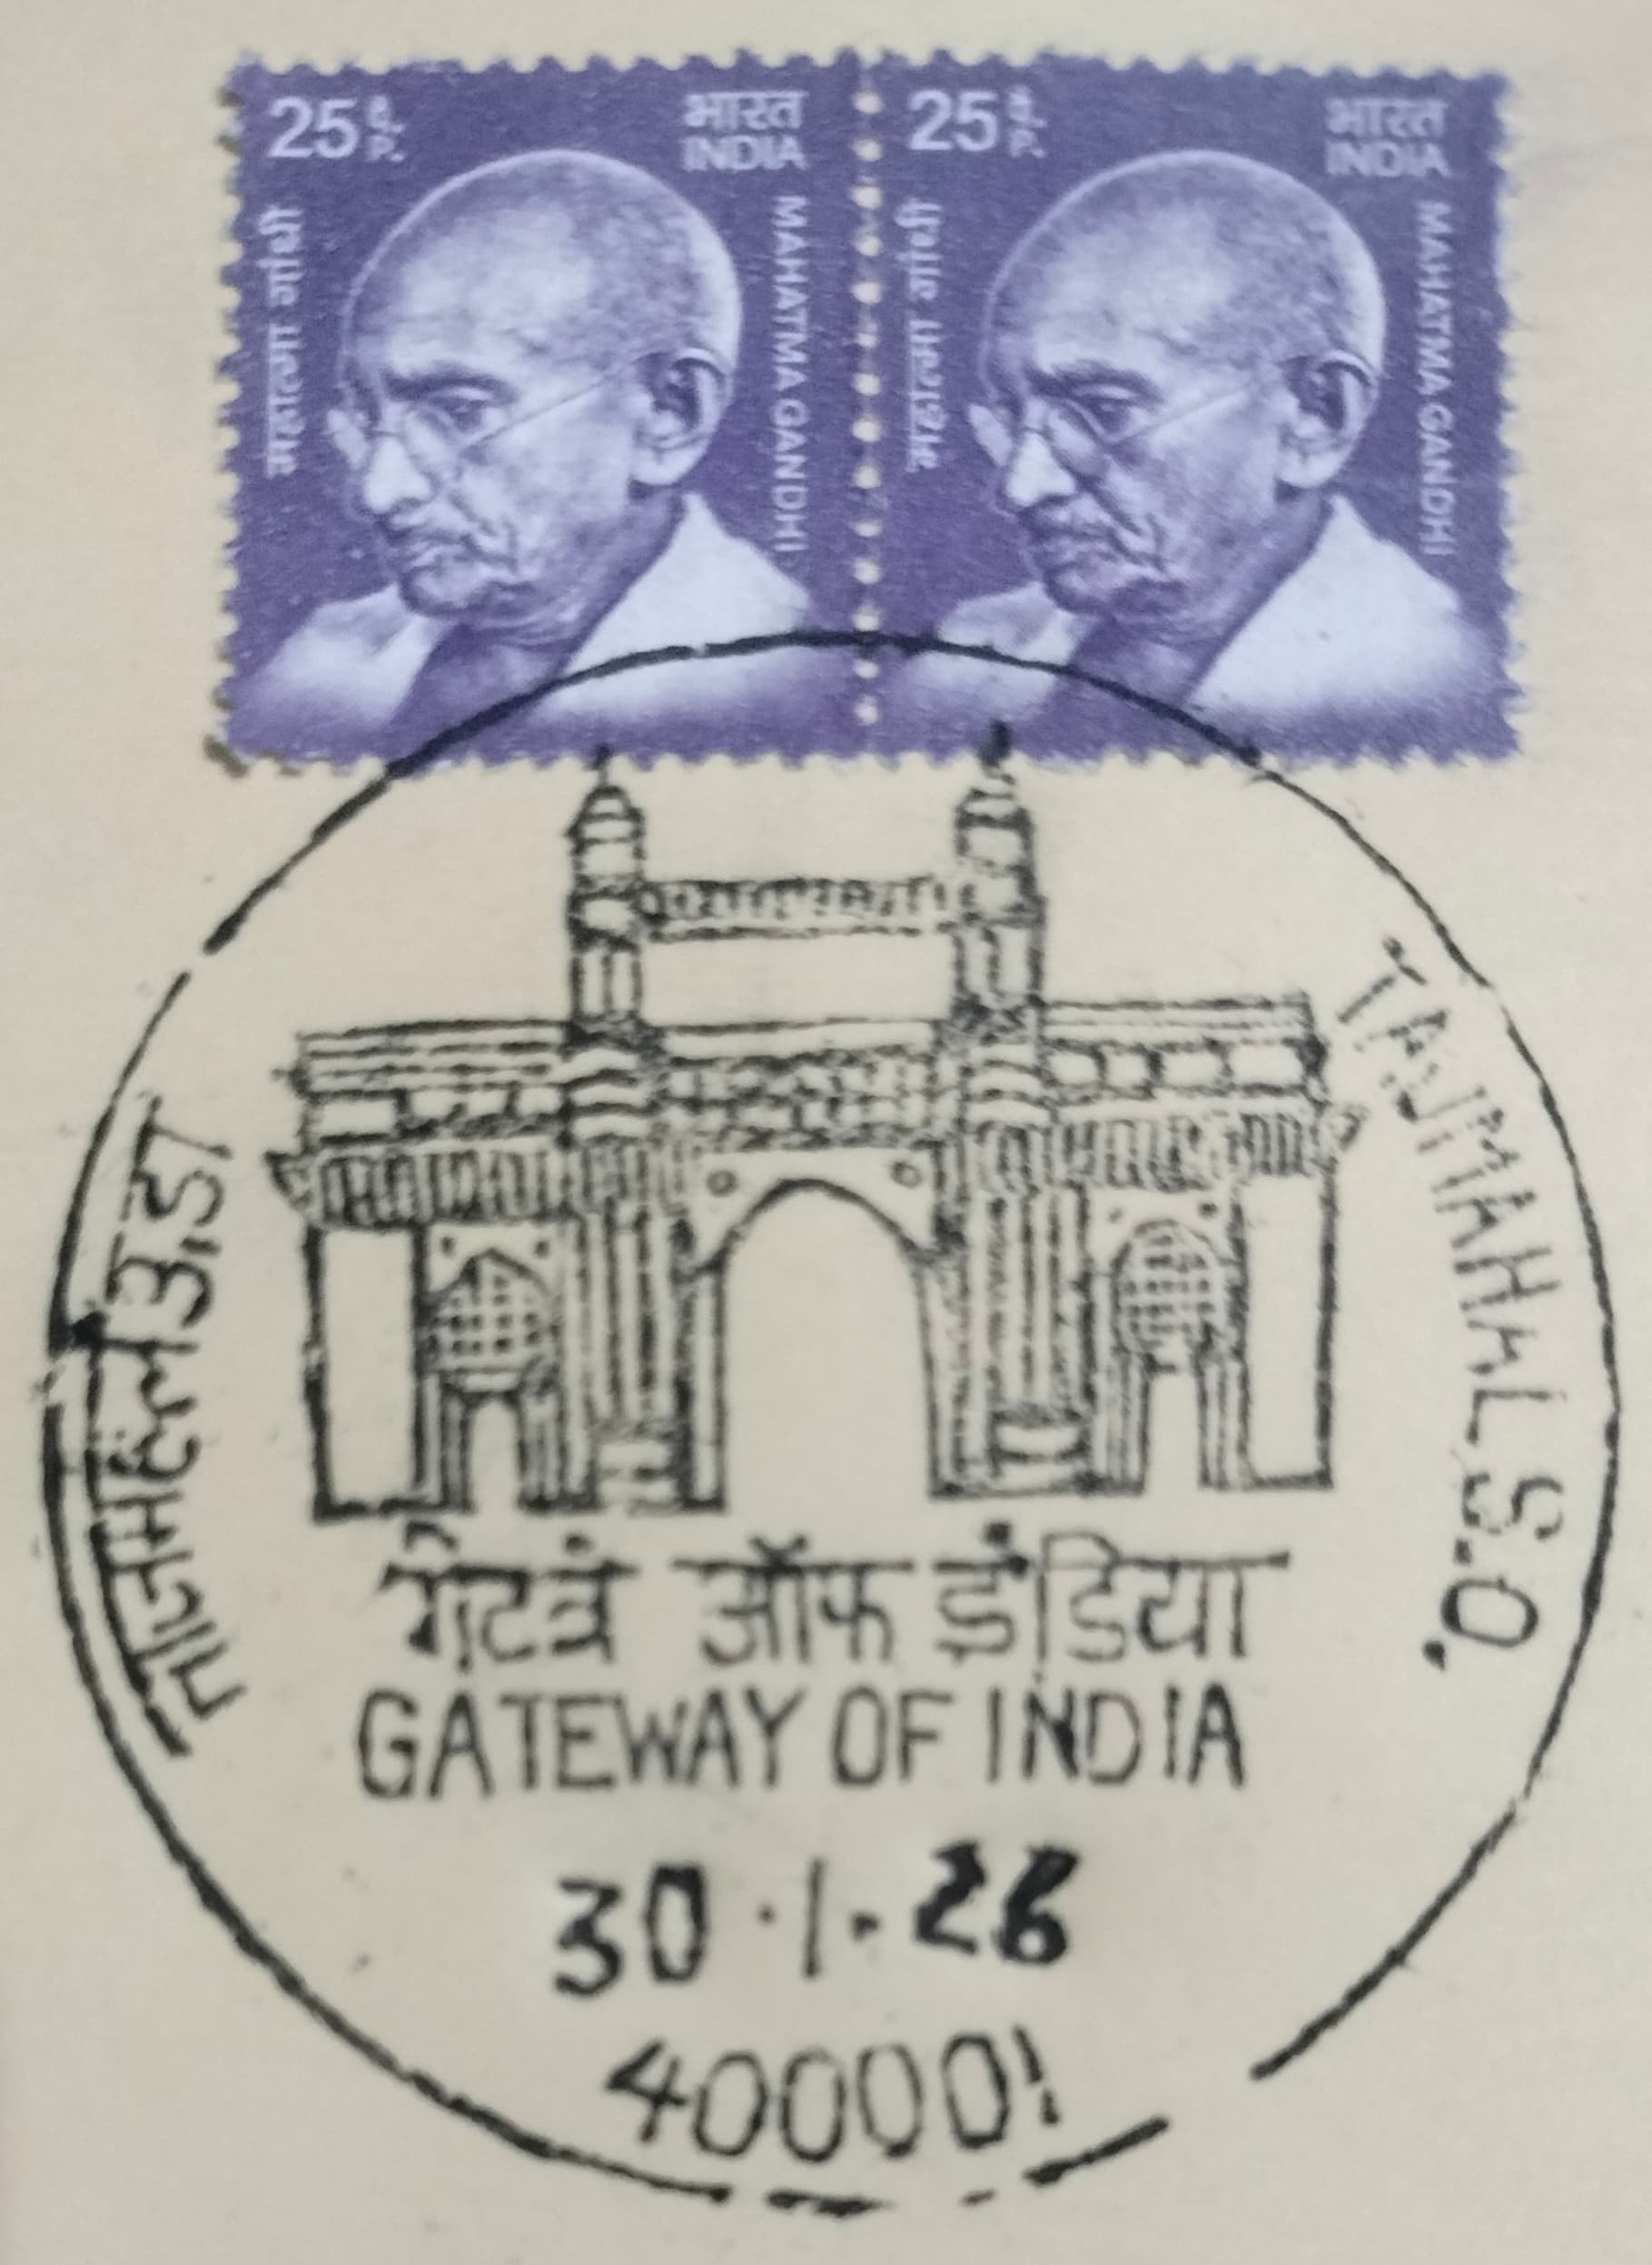 25 पै. P.
भारत
INDIA
महात्मा गांधी
MAHATMA GANDHI
25 पै. P.
भारत
INDIA
महात्मा गांधी
MAHATMA GANDHI
ताजमहल उ.डा
TAJMAHAL S.O.
गेटवे ऑफ इंडिया
GATEWAY OF INDIA
30.1.26
400001